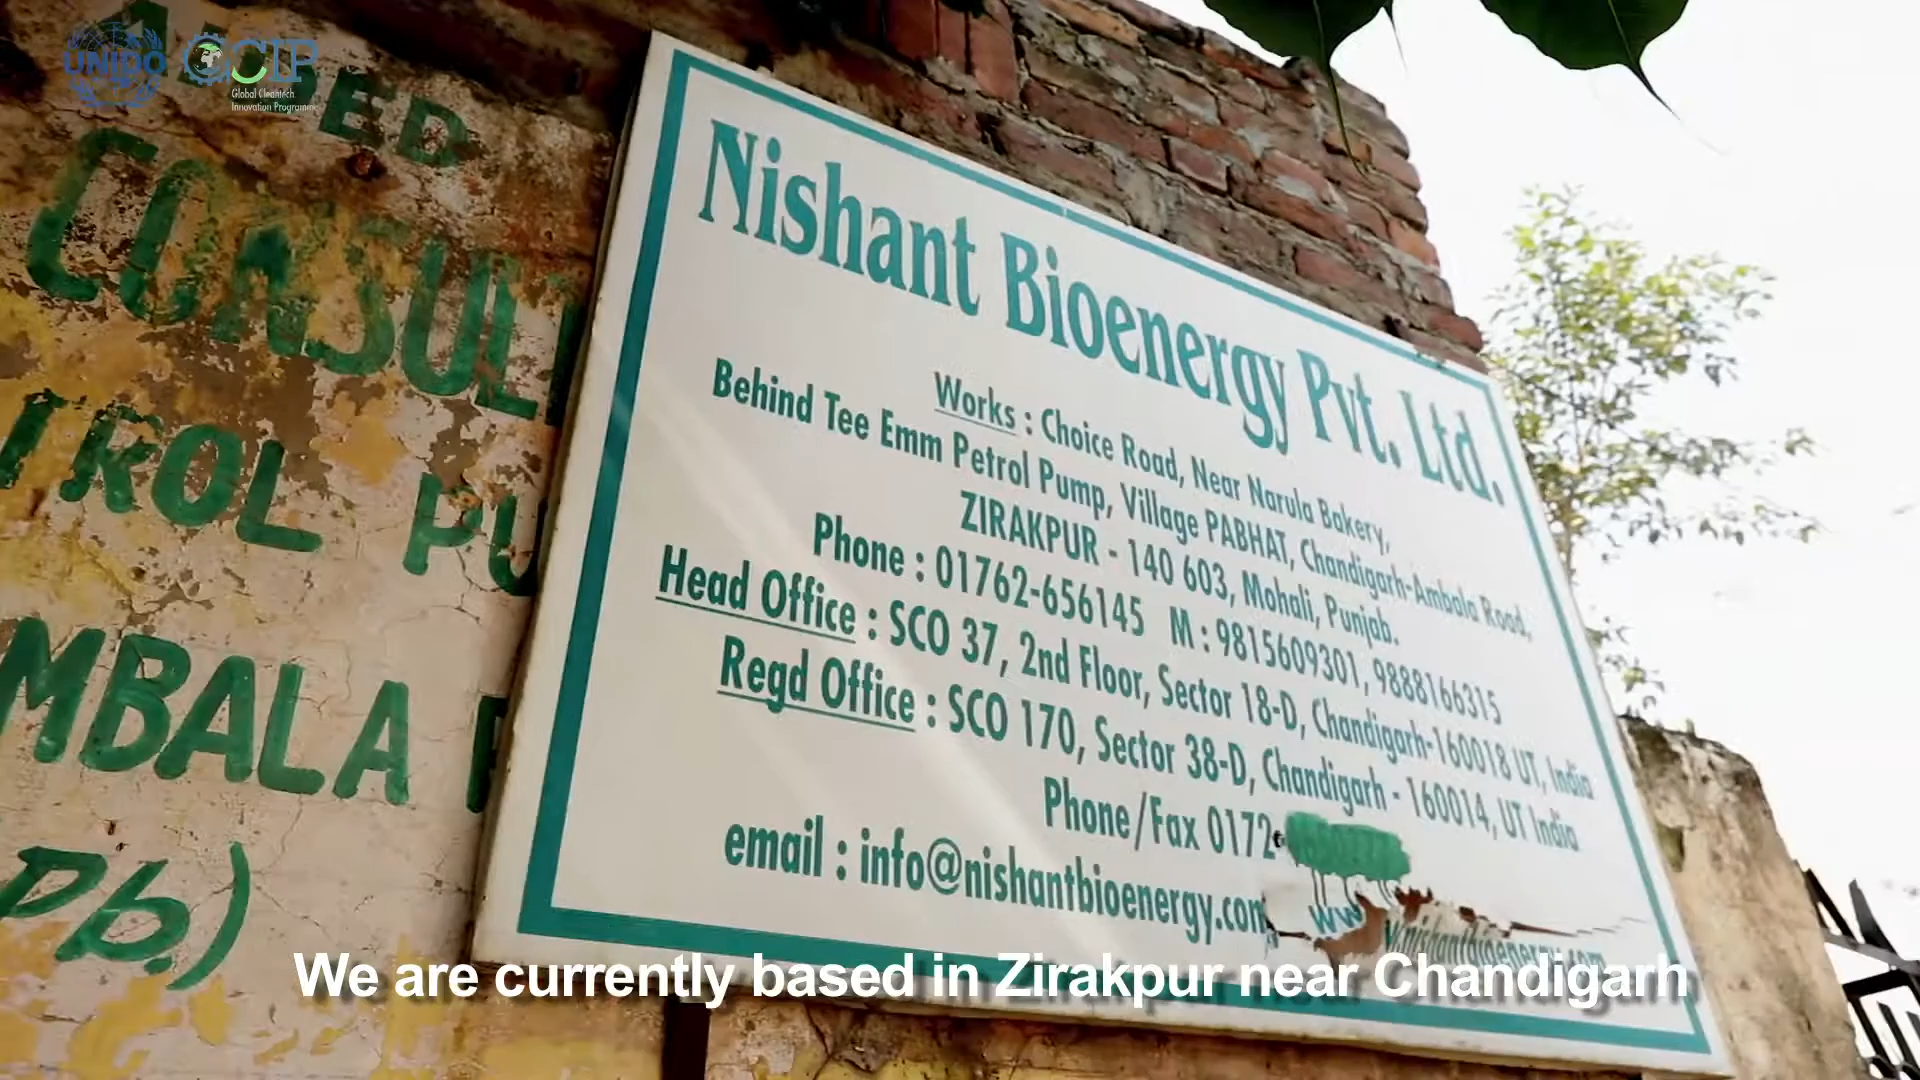 UNIDO
GCIP
Global Cleantech
Innovation Programme
CONSUL
TROL PU
MBALA
Pb.)
Nishant Bioenergy Pvt. Ltd.
Works : Choice Road, Near Narula Bakery,
Behind Tee Emm Petrol Pump, Village PABHAT, Chandigarh-Ambala Road,
ZIRAKPUR - 140 603, Mohali, Punjab.
Phone : 01762-656145 M : 9815609301, 9888166315
Head Office : SCO 37, 2nd Floor, Sector 18-D, Chandigarh-160018 UT, India
Regd Office : SCO 170, Sector 38-D, Chandigarh - 160014, UT India
Phone/Fax 0172-
email : info@nishantbioenergy.com,
We are currently based in Zirakpur near Chandigarh